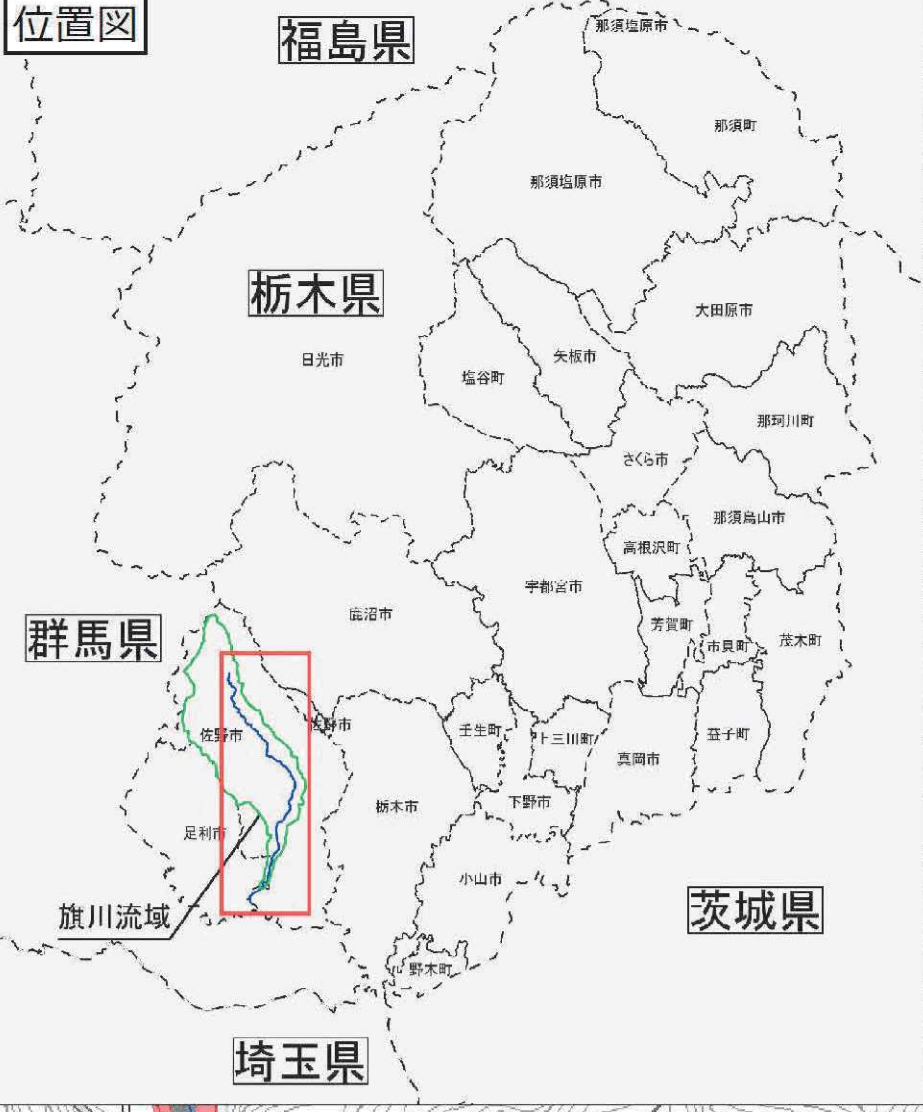 位置図
福島県
那須塩原市
那須町
那須塩原市
栃木県
大田原市
日光市
矢板市
塩谷町
那珂川町
さくら市
那須烏山市
高根沢町
宇都宮市
鹿沼市
芳賀町
群馬県
市貝町
茂木町
佐野市
佐野市
壬生町
上三川町
益子町
真岡市
栃木市
下野市
足利市
小山市
旗川流域
茨城県
野木町
埼玉県